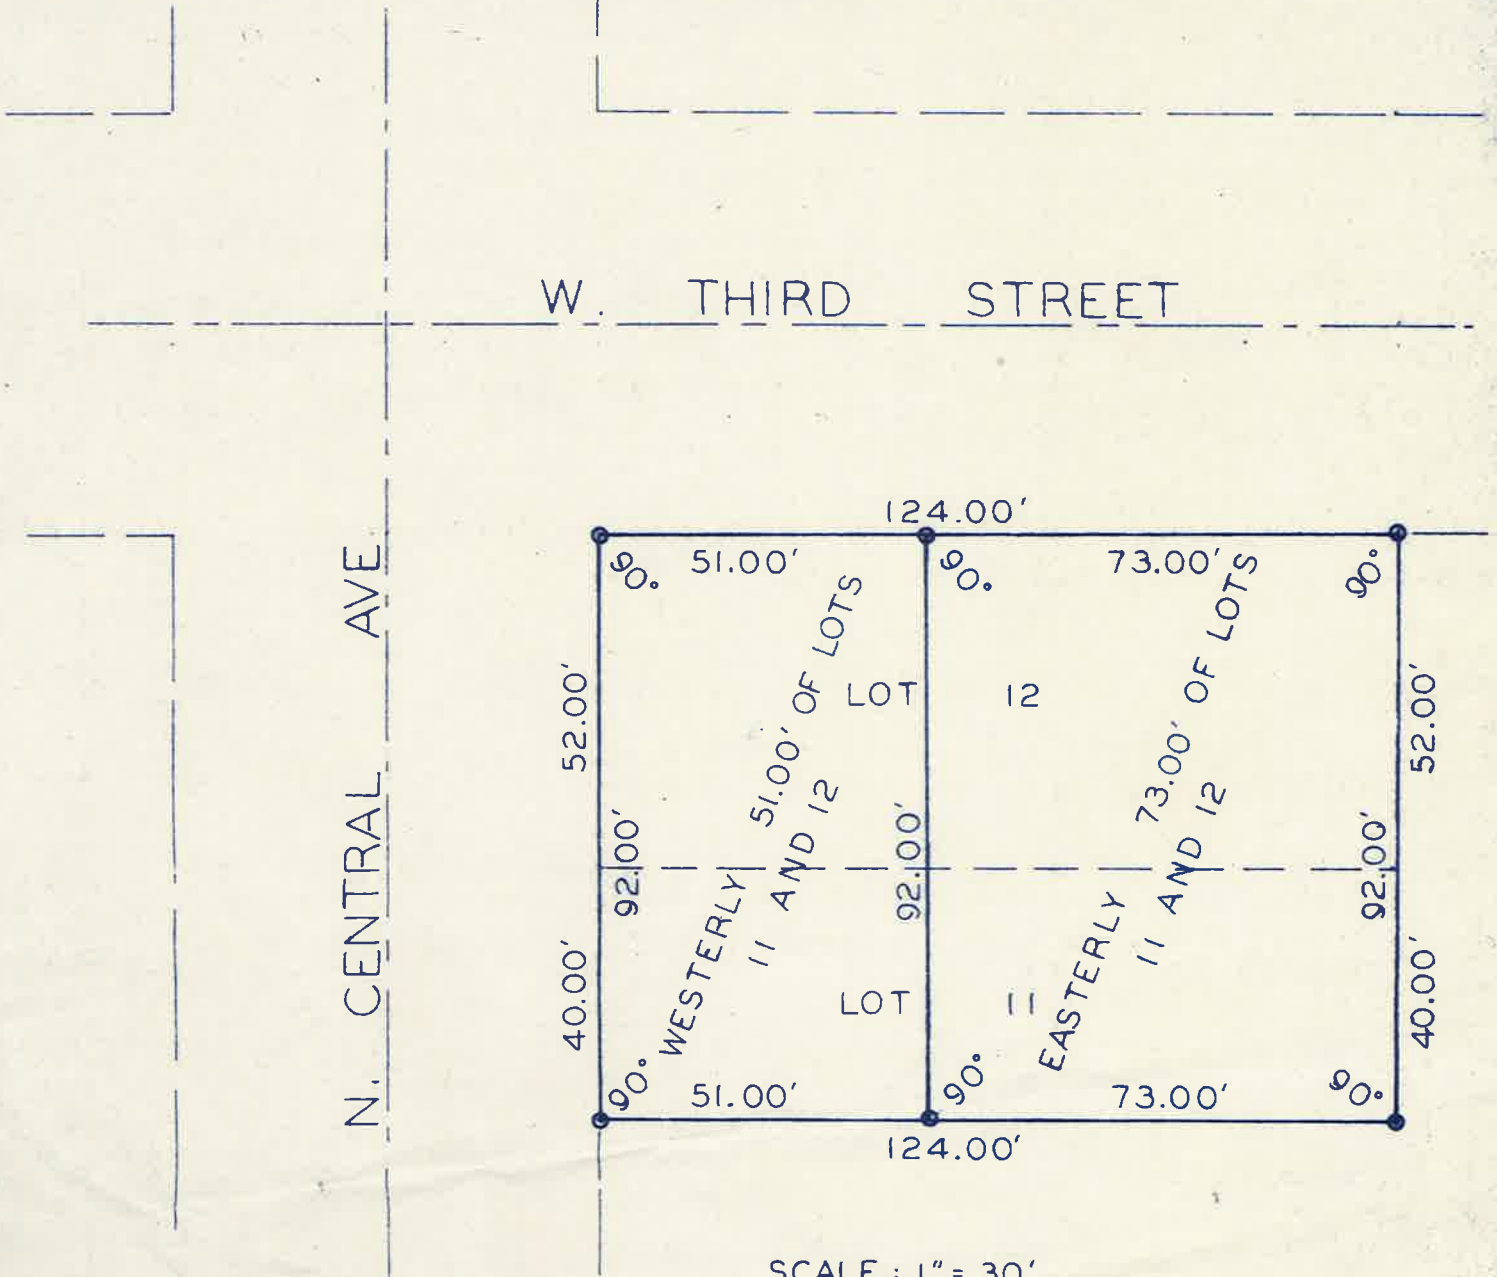 W. THIRD STREET
N. CENTRAL AVE
124.00'
51.00'
73.00'
90°
90°
90°
52.00'
92.00'
40.00'
WESTERLY 51.00' OF LOTS
11 AND 12
LOT 12
92.00'
LOT 11
EASTERLY 73.00' OF LOTS
11 AND 12
52.00'
92.00'
40.00'
90°
90°
90°
51.00'
73.00'
124.00'
SCALE : 1" = 30'